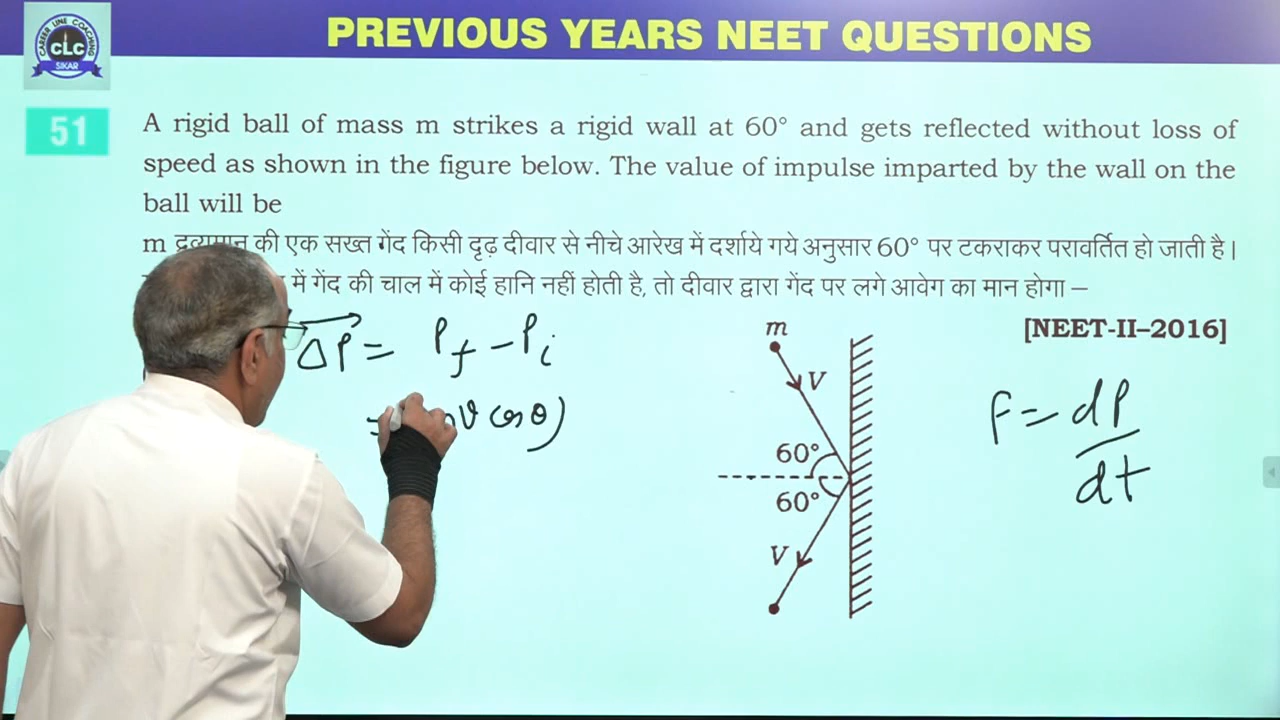 PREVIOUS YEARS NEET QUESTIONS
CAREER LINE COACHING
CLC
SIKAR
51
A rigid ball of mass m strikes a rigid wall at 60° and gets reflected without loss of
speed as shown in the figure below. The value of impulse imparted by the wall on the
ball will be
m द्रव्यमान की एक सख्त गेंद किसी दृढ़ दीवार से नीचे आरेख में दर्शाये गये अनुसार 60° पर टकराकर परावर्तित हो जाती है।
में गेंद की चाल में कोई हानि नहीं होती है, तो दीवार द्वारा गेंद पर लगे आवेग का मान होगा –
[NEET-II–2016]
ΔP = Pf - Pi
= v cos θ)
m
V
60°
60°
V
F = dP
dt